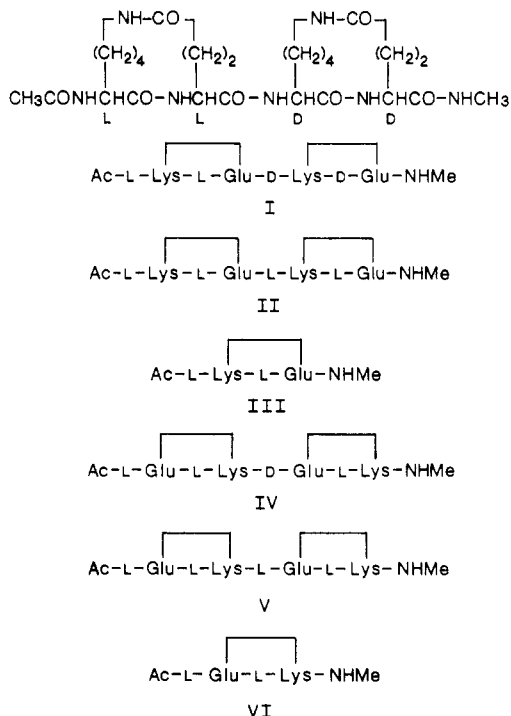 NH-CO NH-CO
(CH2)4 (CH2)2 (CH2)4 (CH2)2
CH3CONHCHCO-NHCHCO-NHCHCO-NHCHCO-NHCH3
L L D D
Ac-L-Lys-L-Glu-D-Lys-D-Glu-NHMe
I
Ac-L-Lys-L-Glu-L-Lys-L-Glu-NHMe
II
Ac-L-Lys-L-Glu-NHMe
III
Ac-L-Glu-L-Lys-D-Glu-L-Lys-NHMe
IV
Ac-L-Glu-L-Lys-L-Glu-L-Lys-NHMe
V
Ac-L-Glu-L-Lys-NHMe
VI